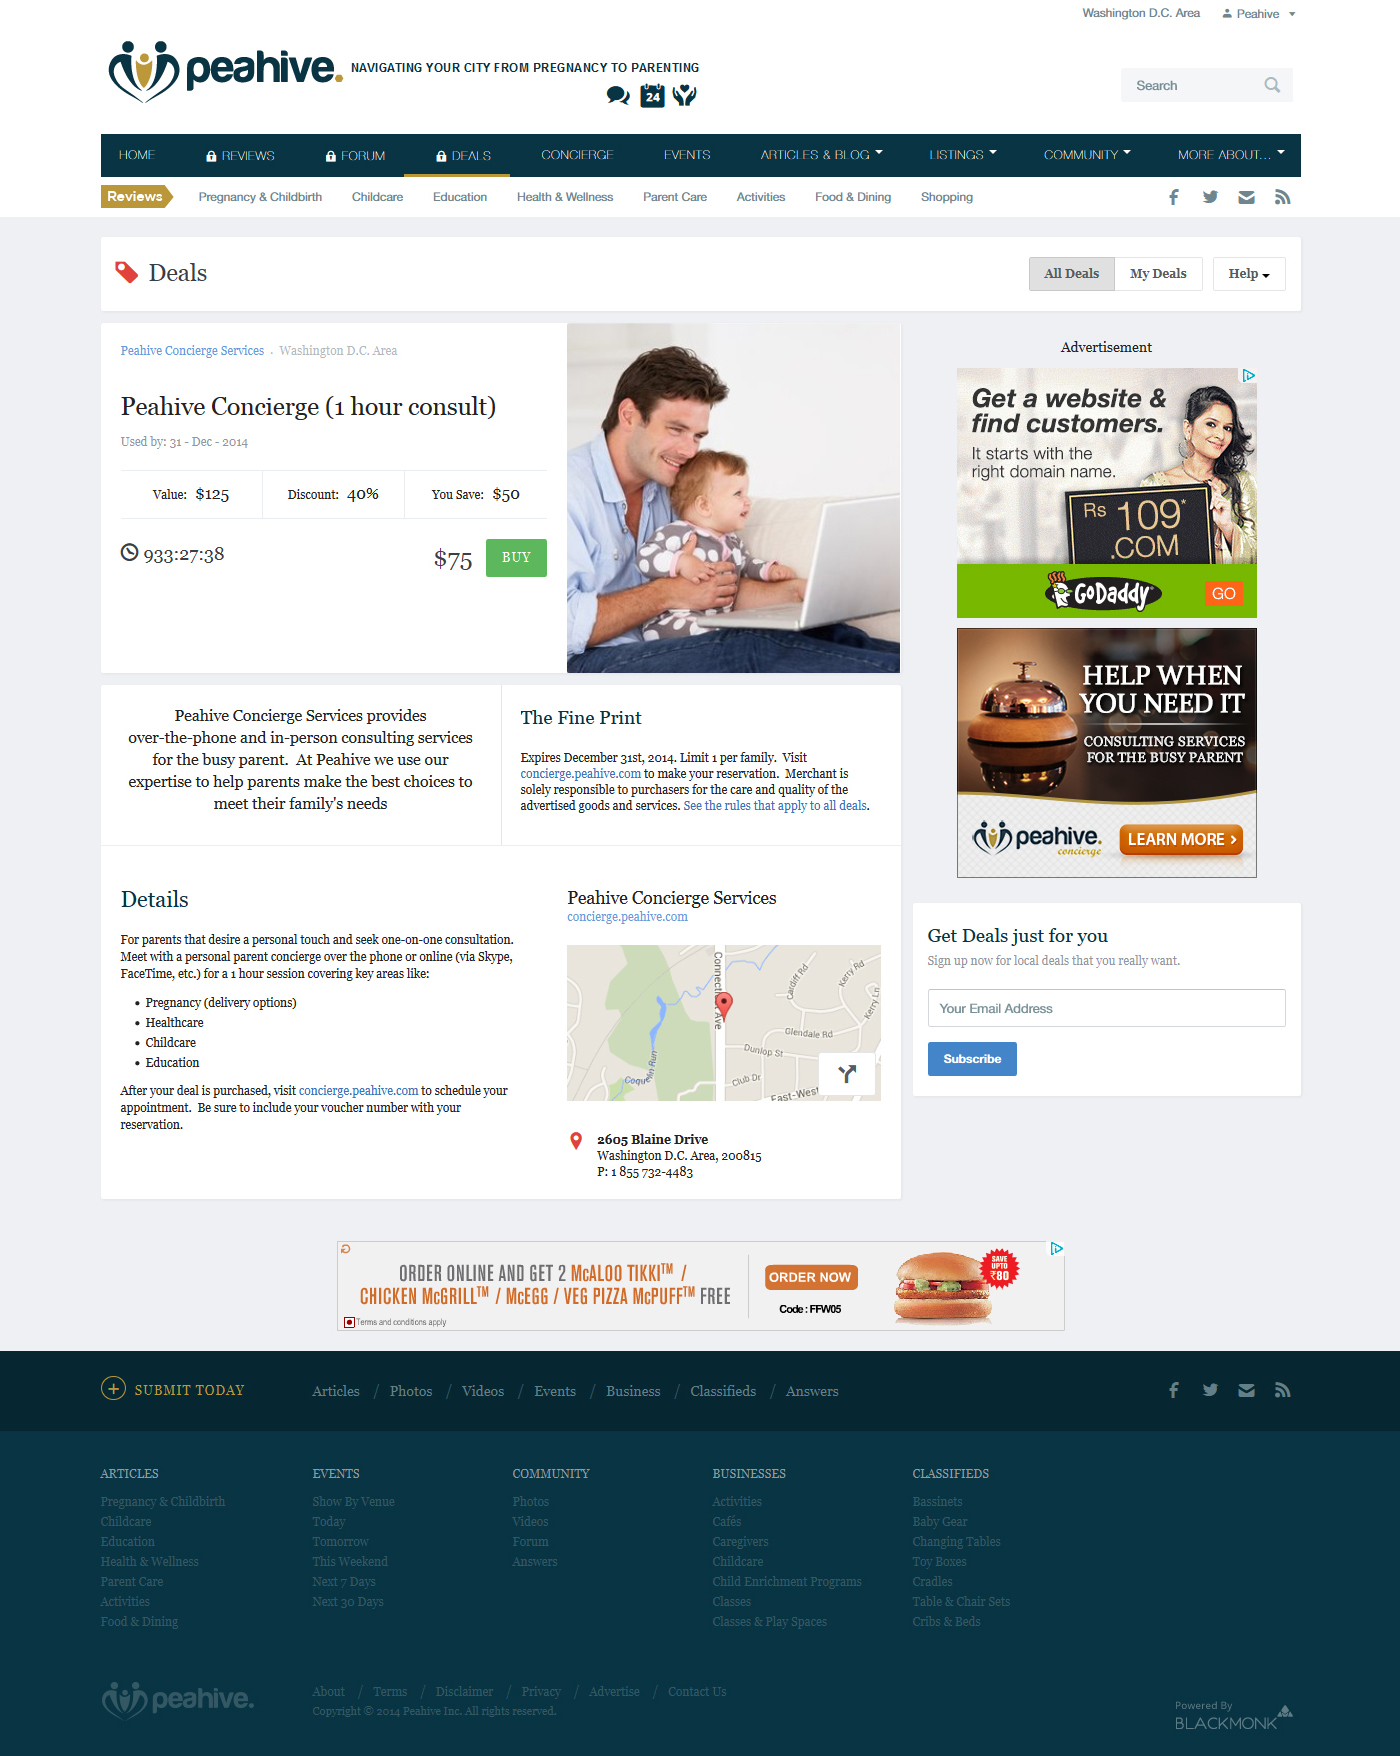 Washington D.C. Area
Peahive
peahive.
NAVIGATING YOUR CITY FROM PREGNANCY TO PARENTING
24
Search
HOME
REVIEWS
FORUM
DEALS
CONCIERGE
EVENTS
ARTICLES & BLOG
LISTINGS
COMMUNITY
MORE ABOUT...
Reviews
Pregnancy & Childbirth
Childcare
Education
Health & Wellness
Parent Care
Activities
Food & Dining
Shopping
Deals
All Deals
My Deals
Help
Peahive Concierge Services · Washington D.C. Area
Peahive Concierge (1 hour consult)
Used by: 31 - Dec - 2014
Value: $125
Discount: 40%
You Save: $50
933:27:38
$75
BUY
Advertisement
Get a website &
find customers.
It starts with the
right domain name.
Rs 109*
.COM
GoDaddy
GO
HELP WHEN
YOU NEED IT
CONSULTING SERVICES
FOR THE BUSY PARENT
peahive.
concierge
LEARN MORE >
Peahive Concierge Services provides
over-the-phone and in-person consulting services
for the busy parent. At Peahive we use our
expertise to help parents make the best choices to
meet their family's needs
The Fine Print
Expires December 31st, 2014. Limit 1 per family. Visit
concierge.peahive.com to make your reservation. Merchant is
solely responsible to purchasers for the care and quality of the
advertised goods and services. See the rules that apply to all deals.
Details
For parents that desire a personal touch and seek one-on-one consultation.
Meet with a personal parent concierge over the phone or online (via Skype,
FaceTime, etc.) for a 1 hour session covering key areas like:
• Pregnancy (delivery options)
• Healthcare
• Childcare
• Education
After your deal is purchased, visit concierge.peahive.com to schedule your
appointment. Be sure to include your voucher number with your
reservation.
Peahive Concierge Services
concierge.peahive.com
Cardiff Rd
Kerry Rd
Kerry Ln
Glendale Rd
Dunlop St
Club Dr
East-West
Coquelin Run
2605 Blaine Drive
Washington D.C. Area, 200815
P: 1 855 732-4483
Get Deals just for you
Sign up now for local deals that you really want.
Your Email Address
Subscribe
ORDER ONLINE AND GET 2 McALOO TIKKI™ /
CHICKEN McGRILL™ / McEGG / VEG PIZZA McPUFF™ FREE
Terms and conditions apply
ORDER NOW
Code : FFW05
SAVE
UPTO
₹80
SUBMIT TODAY
Articles / Photos / Videos / Events / Business / Classifieds / Answers
ARTICLES
Pregnancy & Childbirth
Childcare
Education
Health & Wellness
Parent Care
Activities
Food & Dining
EVENTS
Show By Venue
Today
Tomorrow
This Weekend
Next 7 Days
Next 30 Days
COMMUNITY
Photos
Videos
Forum
Answers
BUSINESSES
Activities
Cafés
Caregivers
Childcare
Child Enrichment Programs
Classes
Classes & Play Spaces
CLASSIFIEDS
Bassinets
Baby Gear
Changing Tables
Toy Boxes
Cradles
Table & Chair Sets
Cribs & Beds
peahive.
About / Terms / Disclaimer / Privacy / Advertise / Contact Us
Copyright © 2014 Peahive Inc. All rights reserved.
Powered By
BLACKMONK